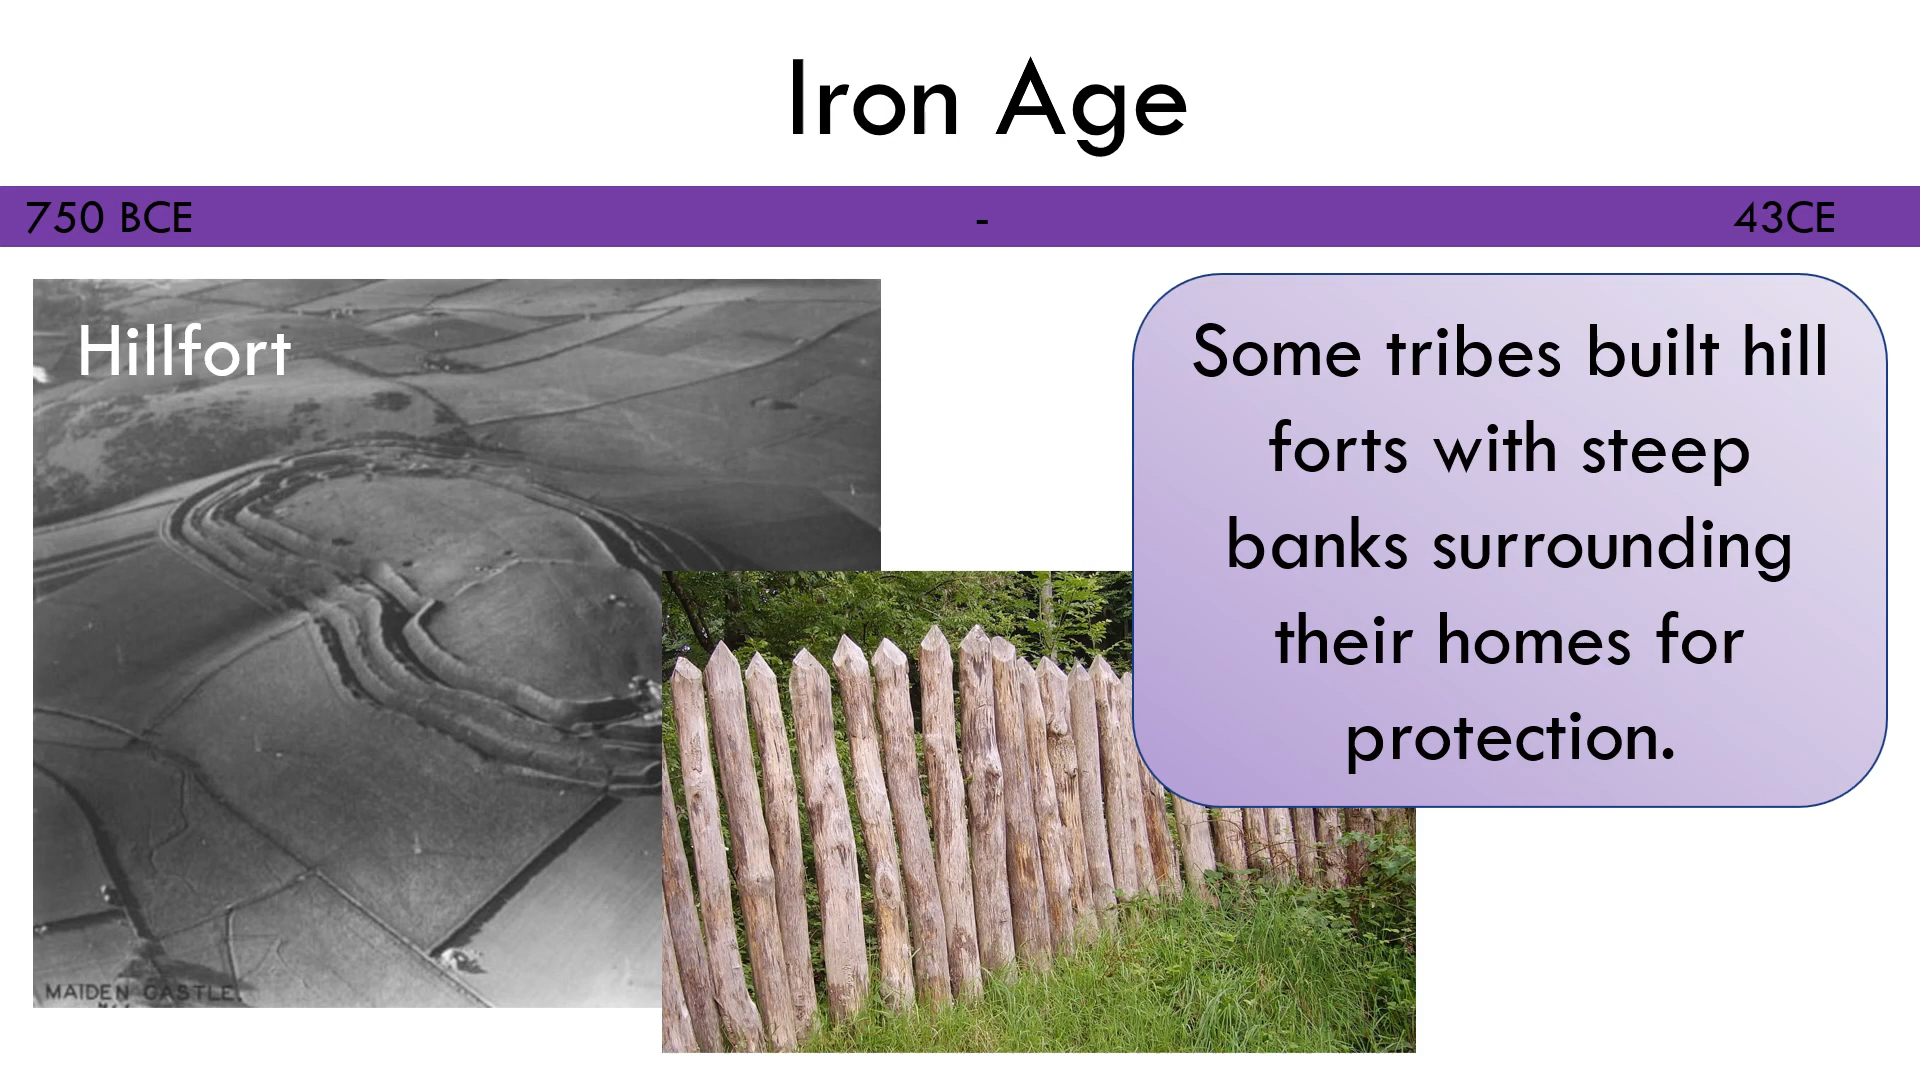 Iron Age
750 BCE - 43CE
Hillfort
Some tribes built hill
forts with steep
banks surrounding
their homes for
protection.
MAIDEN CASTLE.